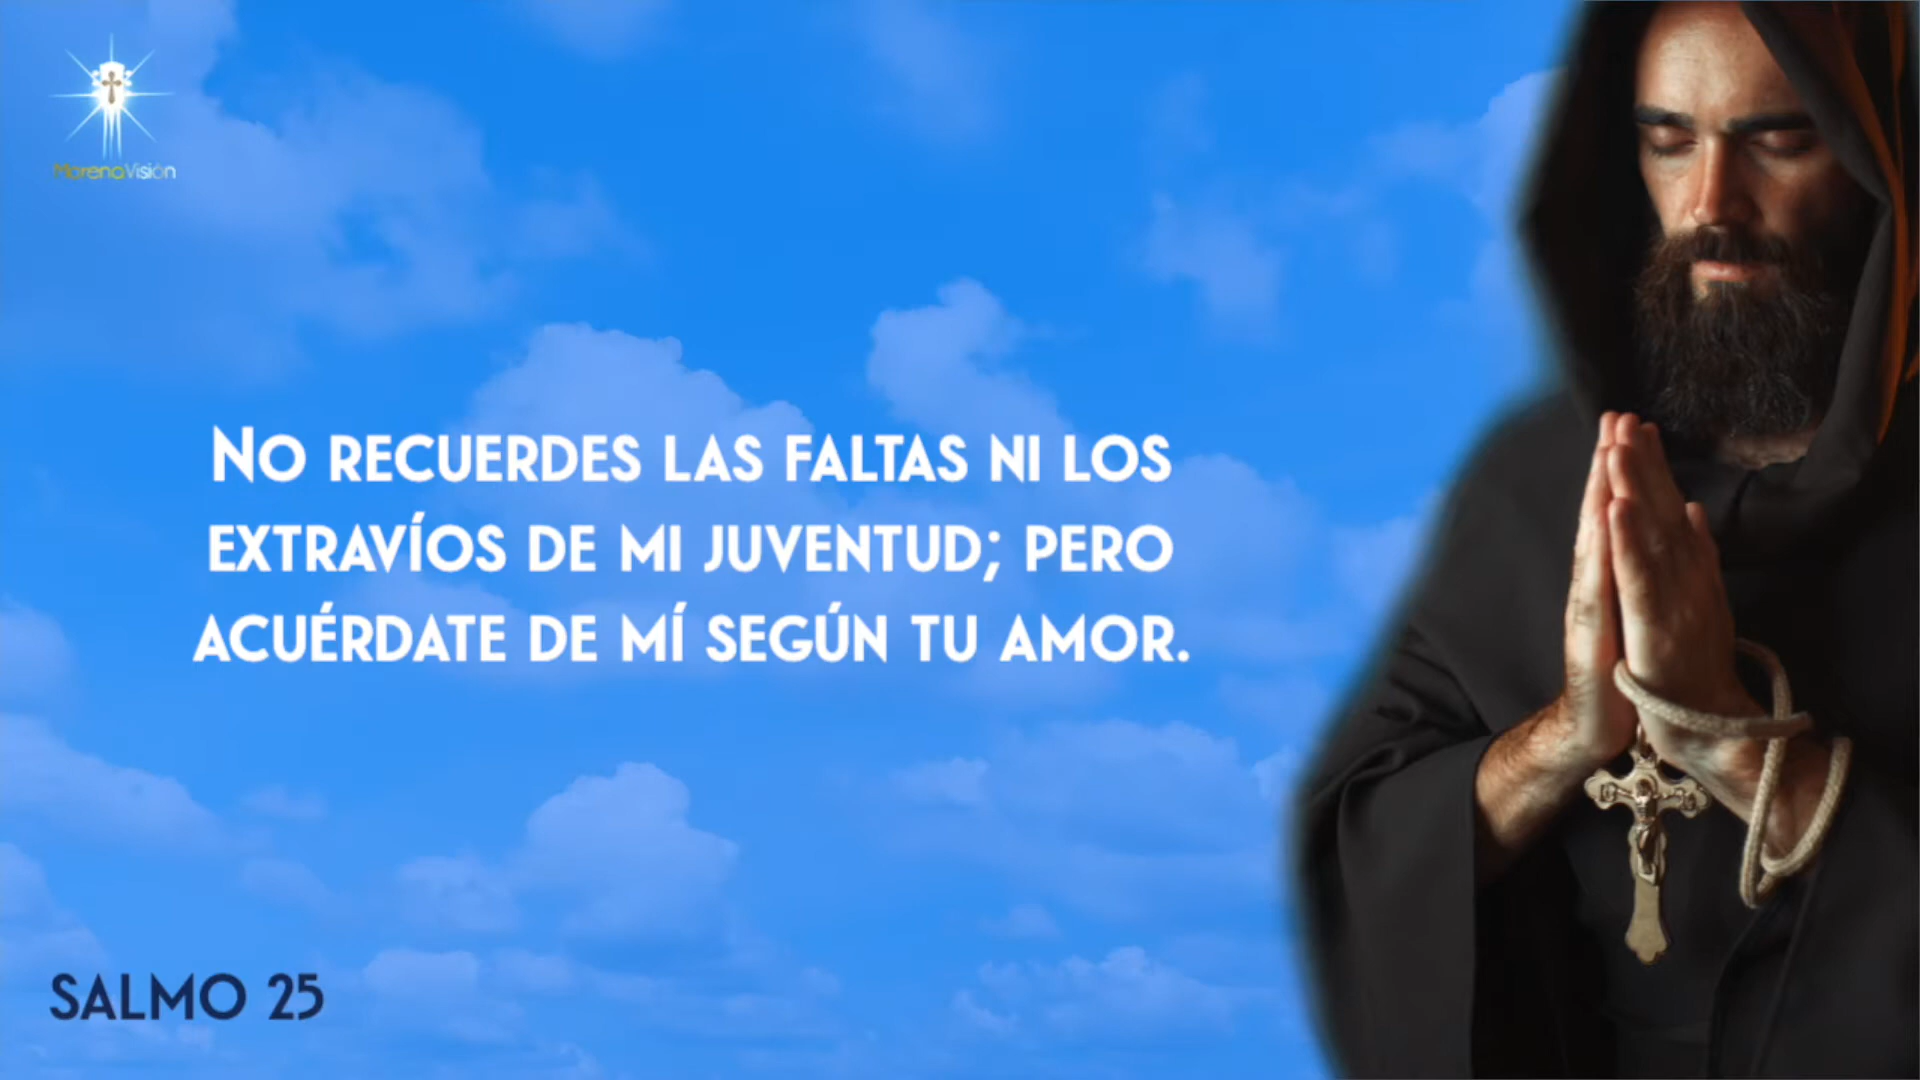 MorenaVisión
No recuerdes las faltas ni los
extravíos de mi juventud; pero
acuérdate de mí según tu amor.
SALMO 25